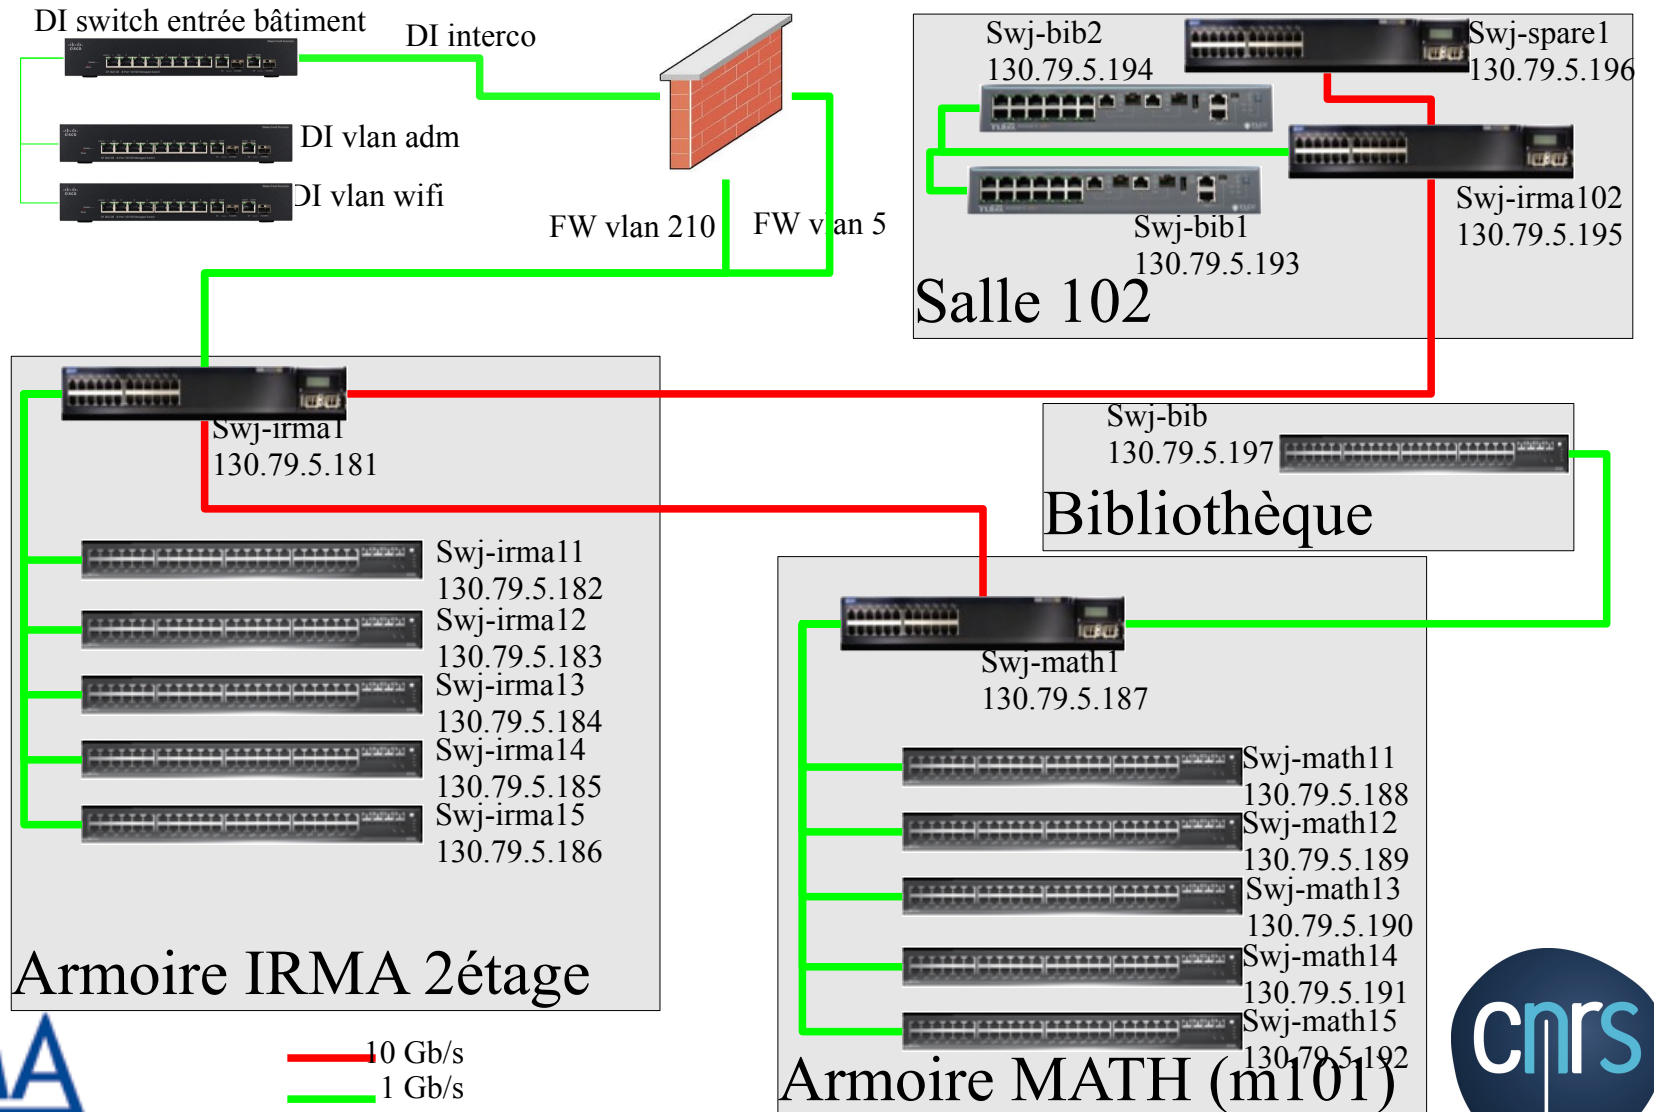 DI switch entrée bâtiment
DI interco
DI vlan adm
DI vlan wifi
FW vlan 210
FW vlan 5
Swj-bib2
130.79.5.194
Swj-spare1
130.79.5.196
Swj-irma102
130.79.5.195
Swj-bib1
130.79.5.193
Salle 102
Swj-irma1
130.79.5.181
Swj-bib
130.79.5.197
Bibliothèque
Swj-irma11
130.79.5.182
Swj-irma12
130.79.5.183
Swj-irma13
130.79.5.184
Swj-irma14
130.79.5.185
Swj-irma15
130.79.5.186
Armoire IRMA 2étage
Swj-math1
130.79.5.187
Swj-math11
130.79.5.188
Swj-math12
130.79.5.189
Swj-math13
130.79.5.190
Swj-math14
130.79.5.191
Swj-math15
130.79.5.192
Armoire MATH (m101)
10 Gb/s
1 Gb/s
cnrs